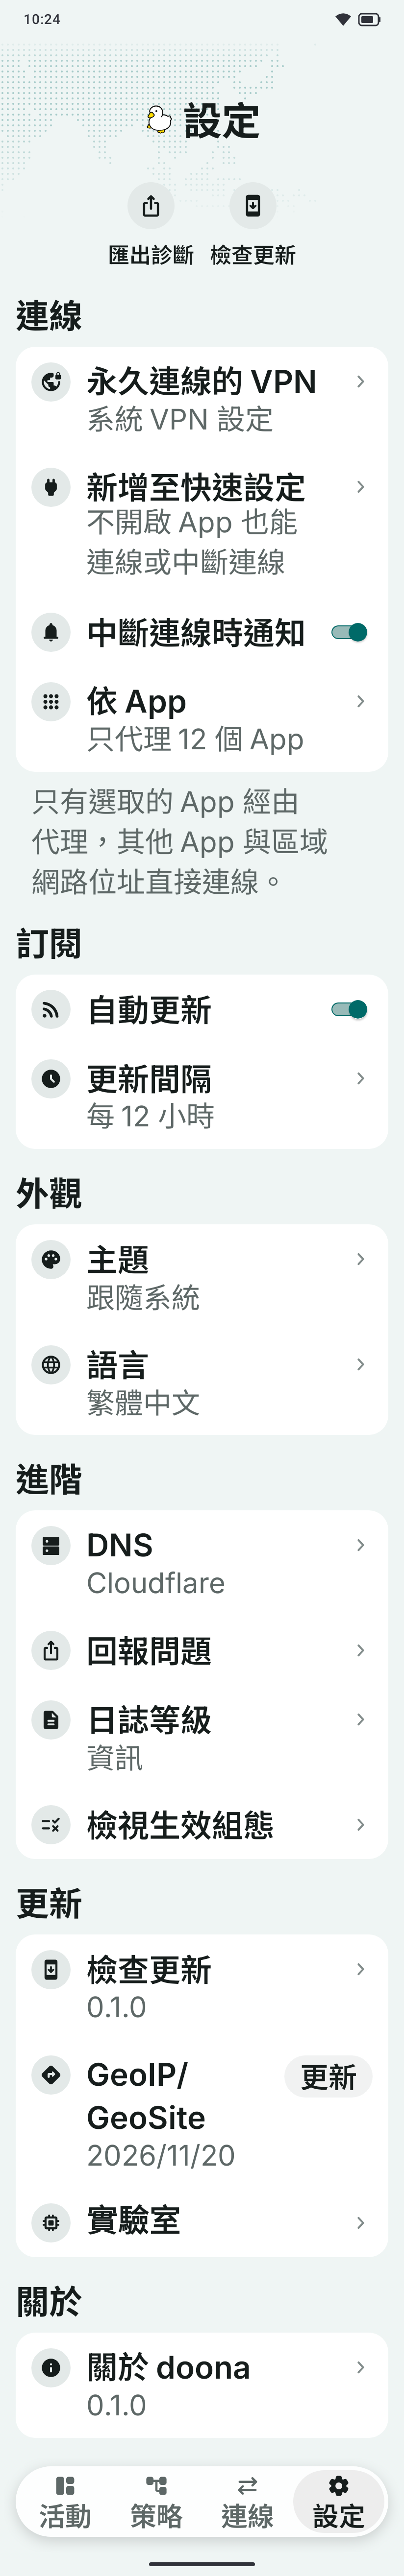 10:24
設定
匯出診斷 檢查更新
連線
永久連線的 VPN
系統 VPN 設定
新增至快速設定
不開啟 App 也能
連線或中斷連線
中斷連線時通知
依 App
只代理 12 個 App
只有選取的 App 經由
代理，其他 App 與區域
網路位址直接連線。
訂閱
自動更新
更新間隔
每 12 小時
外觀
主題
跟隨系統
語言
繁體中文
進階
DNS
Cloudflare
回報問題
日誌等級
資訊
檢視生效組態
更新
檢查更新
0.1.0
GeoIP/
GeoSite
更新
2026/11/20
實驗室
關於
關於 doona
0.1.0
活動 策略 連線 設定